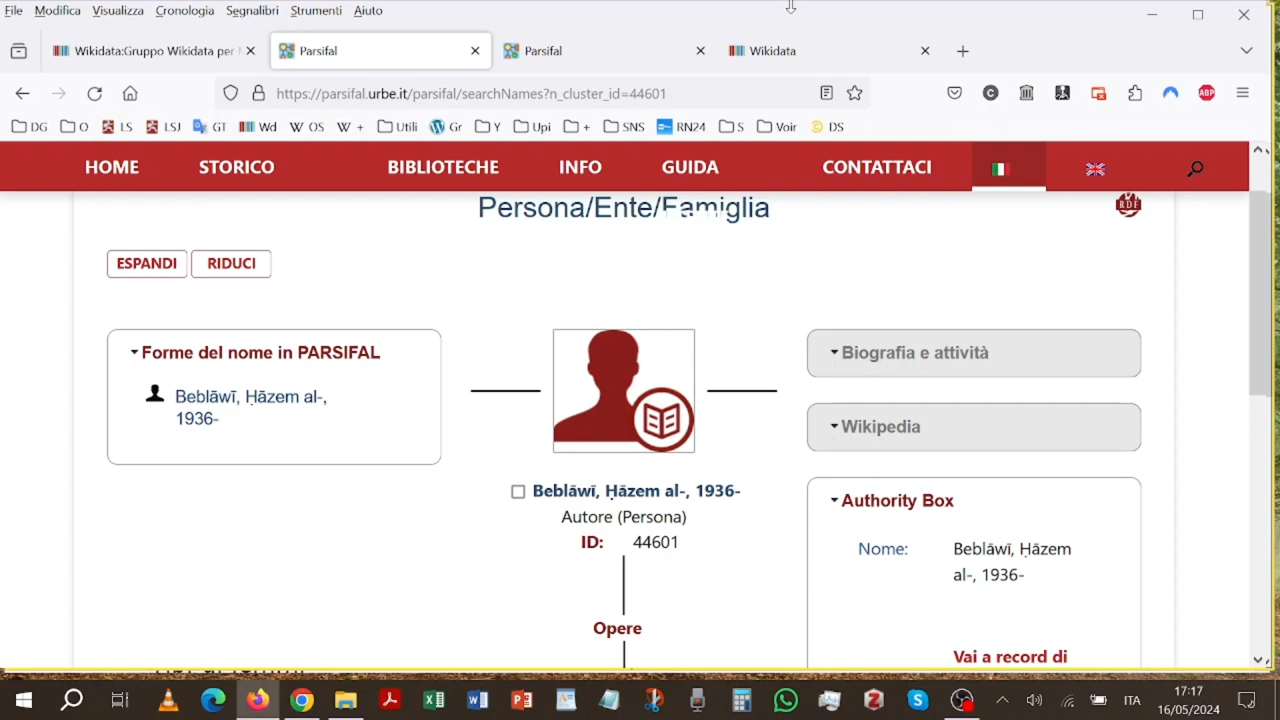 File Modifica Visualizza Cronologia Segnalibri Strumenti Aiuto
Wikidata:Gruppo Wikidata per Parsifal Parsifal Wikidata
https://parsifal.urbe.it/parsifal/searchNames?n_cluster_id=44601 C ABP
DG O LS LSJ GT Wd OS + Utili Gr Y Upi + SNS RN24 S Voir DS
HOME STORICO BIBLIOTECHE INFO GUIDA CONTATTACI
Persona/Ente/Famiglia
RDF
ESPANDI RIDUCI
Forme del nome in PARSIFAL
Beblāwī, Ḥāzem al-,
1936-
Beblāwī, Ḥāzem al-, 1936-
Autore (Persona)
ID: 44601
Opere
Biografia e attività
Wikipedia
Authority Box
Nome: Beblāwī, Ḥāzem
al-, 1936-
Vai a record di
ITA
17:17
16/05/2024